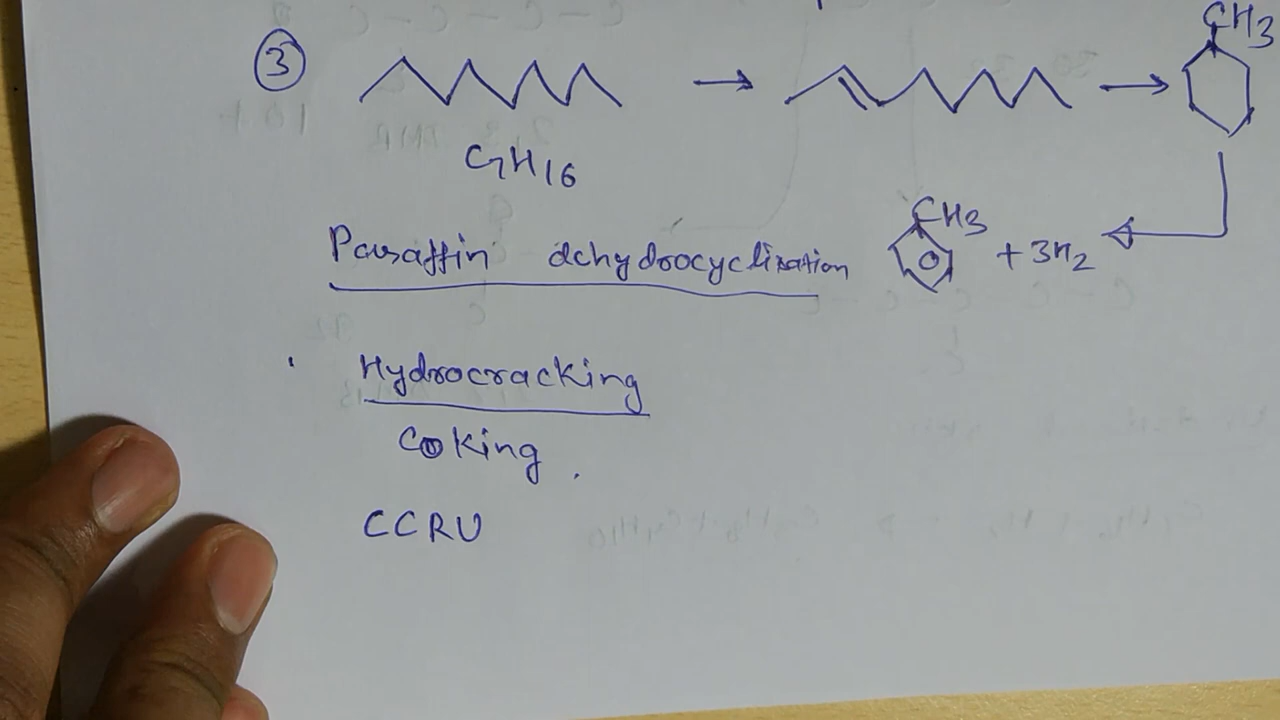 ③
CH3
C7H16
CH3
+ 3H2
Paraffin dehydrocyclization
Hydrocracking
Coking .
CCRU